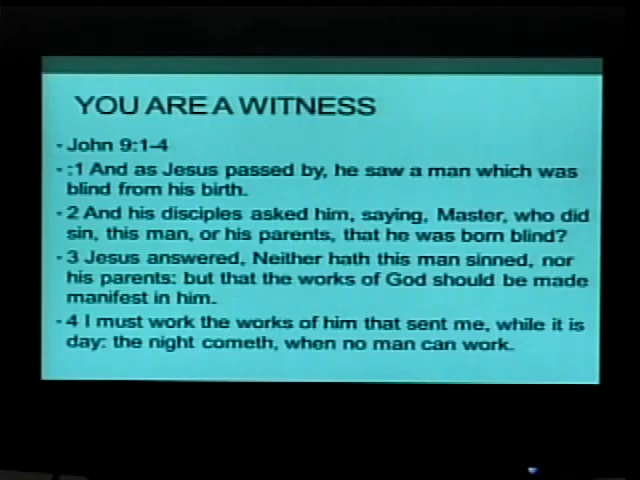 YOU ARE A WITNESS
- John 9:1-4
- :1 And as Jesus passed by, he saw a man which was
blind from his birth.
- 2 And his disciples asked him, saying, Master, who did
sin, this man, or his parents, that he was born blind?
- 3 Jesus answered, Neither hath this man sinned, nor
his parents: but that the works of God should be made
manifest in him.
- 4 I must work the works of him that sent me, while it is
day: the night cometh, when no man can work.